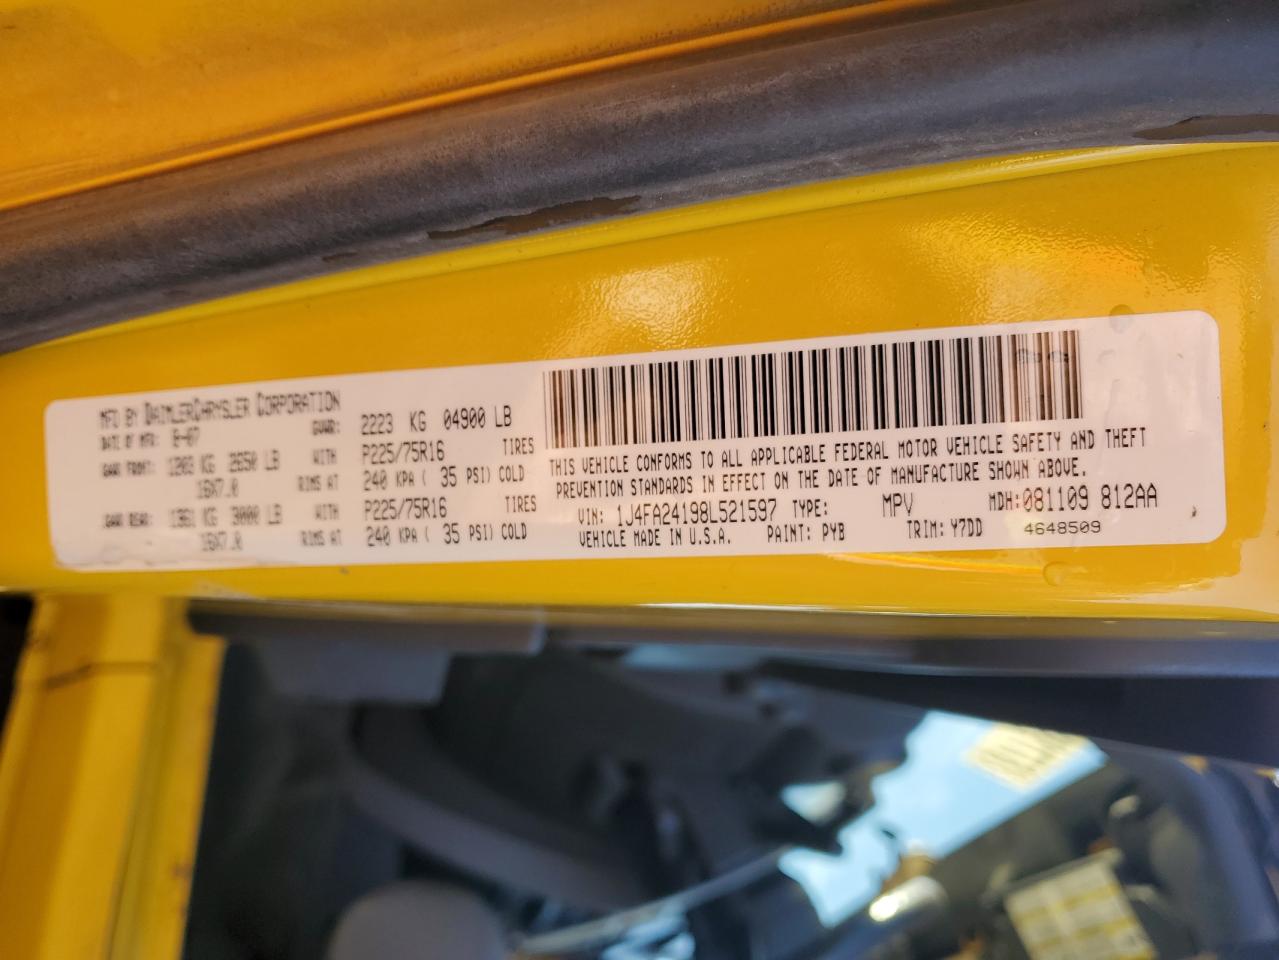 MFD BY DAIMLERCHRYSLER CORPORATION GVWR: 2223 KG 04900 LB
DATE OF MFR: 8-07
GAWR FRONT: 1203 KG 2650 LB WITH P225/75R16 TIRES
16X7.0 RIMS AT 240 KPA ( 35 PSI) COLD
GAWR REAR: 1361 KG 3000 LB WITH P225/75R16 TIRES
16X7.0 RIMS AT 240 KPA ( 35 PSI) COLD
THIS VEHICLE CONFORMS TO ALL APPLICABLE FEDERAL MOTOR VEHICLE SAFETY AND THEFT
PREVENTION STANDARDS IN EFFECT ON THE DATE OF MANUFACTURE SHOWN ABOVE.
VIN: 1J4FA24198L521597 TYPE: MPV MDH:081109 812AA
VEHICLE MADE IN U.S.A. PAINT: PYB TRIM: Y7DD 4648509